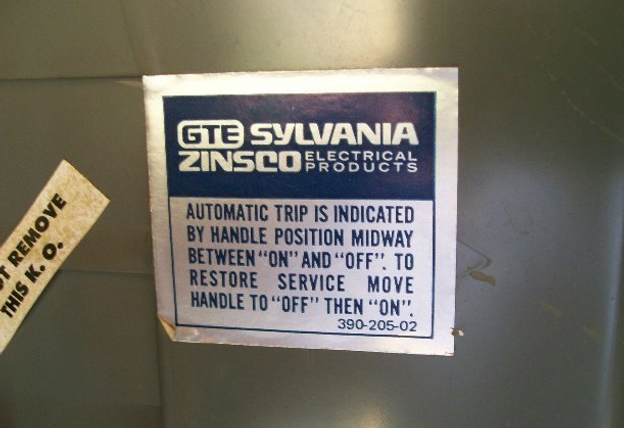 GTE SYLVANIA
ZINSCO ELECTRICAL PRODUCTS
AUTOMATIC TRIP IS INDICATED
BY HANDLE POSITION MIDWAY
BETWEEN "ON" AND "OFF". TO
RESTORE SERVICE MOVE
HANDLE TO "OFF" THEN "ON".
390-205-02
REMOVE
THIS K. O.